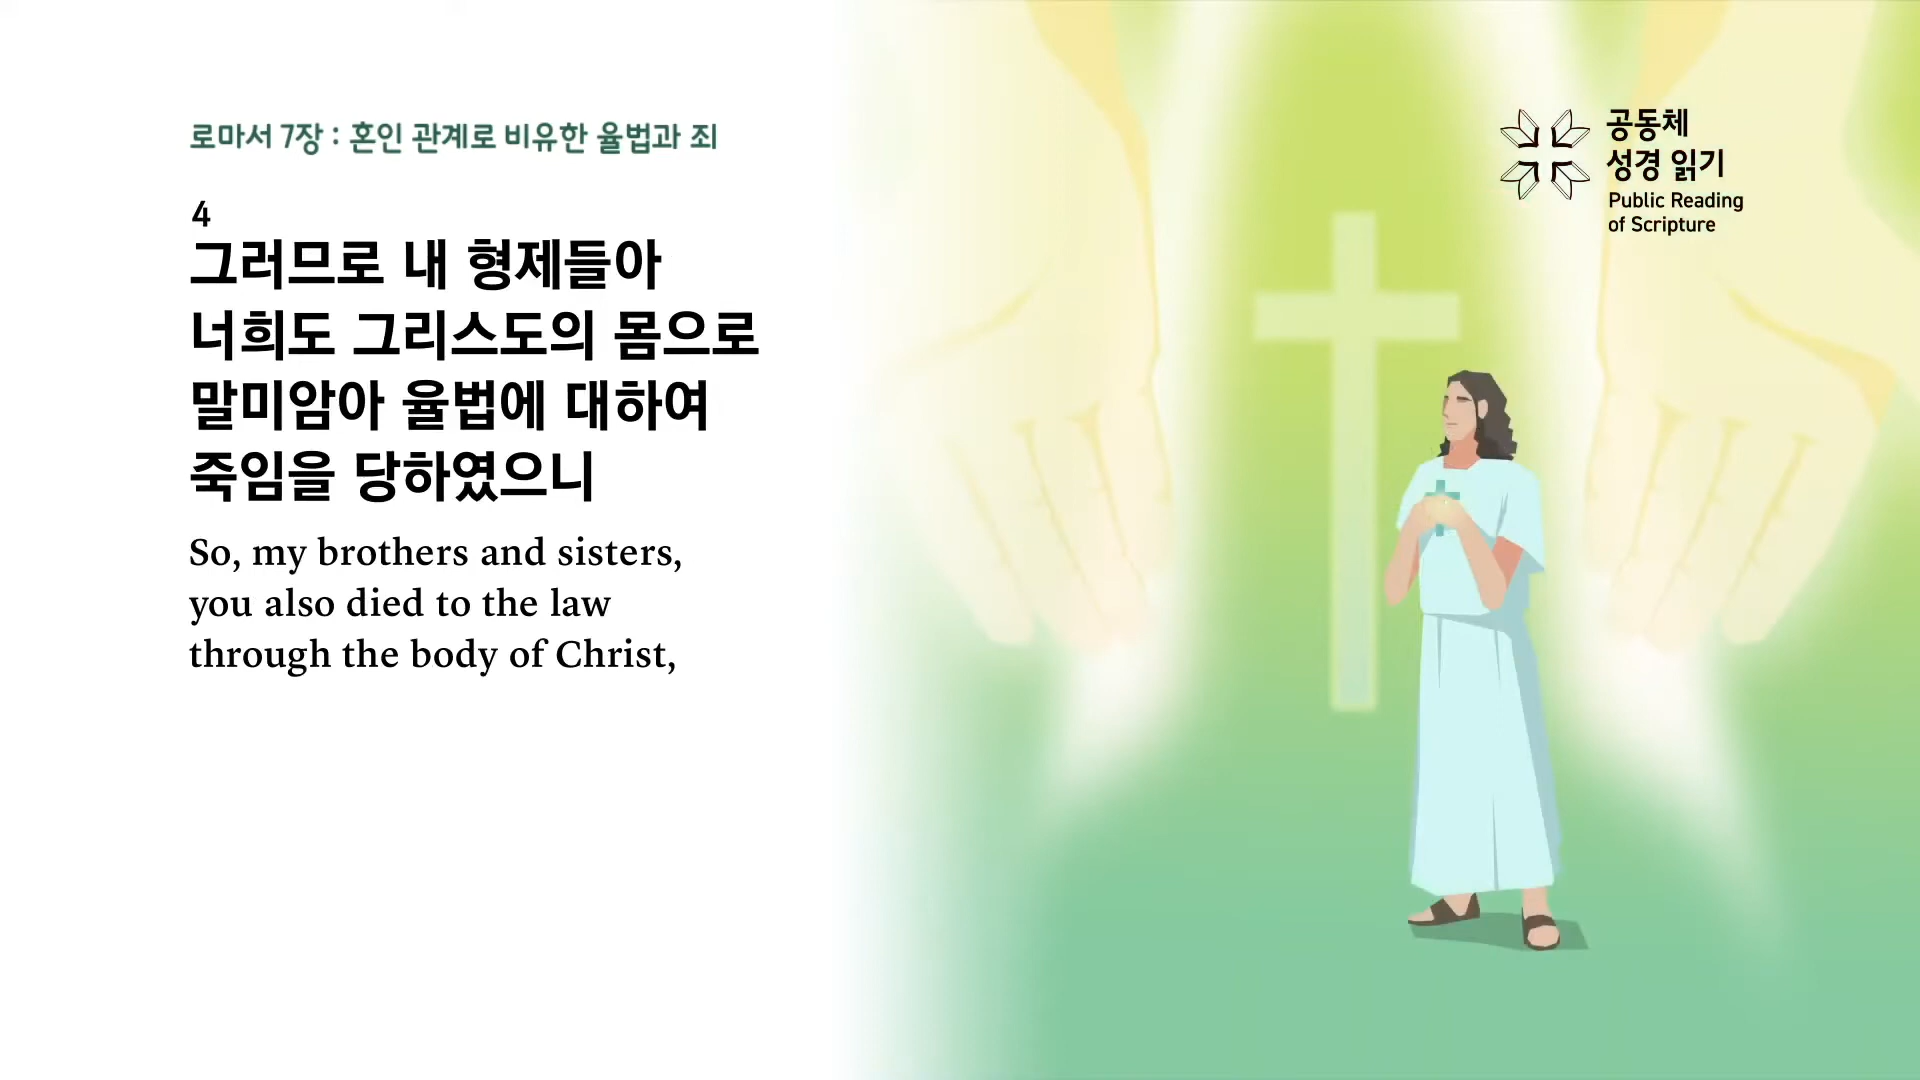 로마서 7장 : 혼인 관계로 비유한 율법과 죄
4
그러므로 내 형제들아
너희도 그리스도의 몸으로
말미암아 율법에 대하여
죽임을 당하였으니
So, my brothers and sisters,
you also died to the law
through the body of Christ,
공동체
성경 읽기
Public Reading
of Scripture